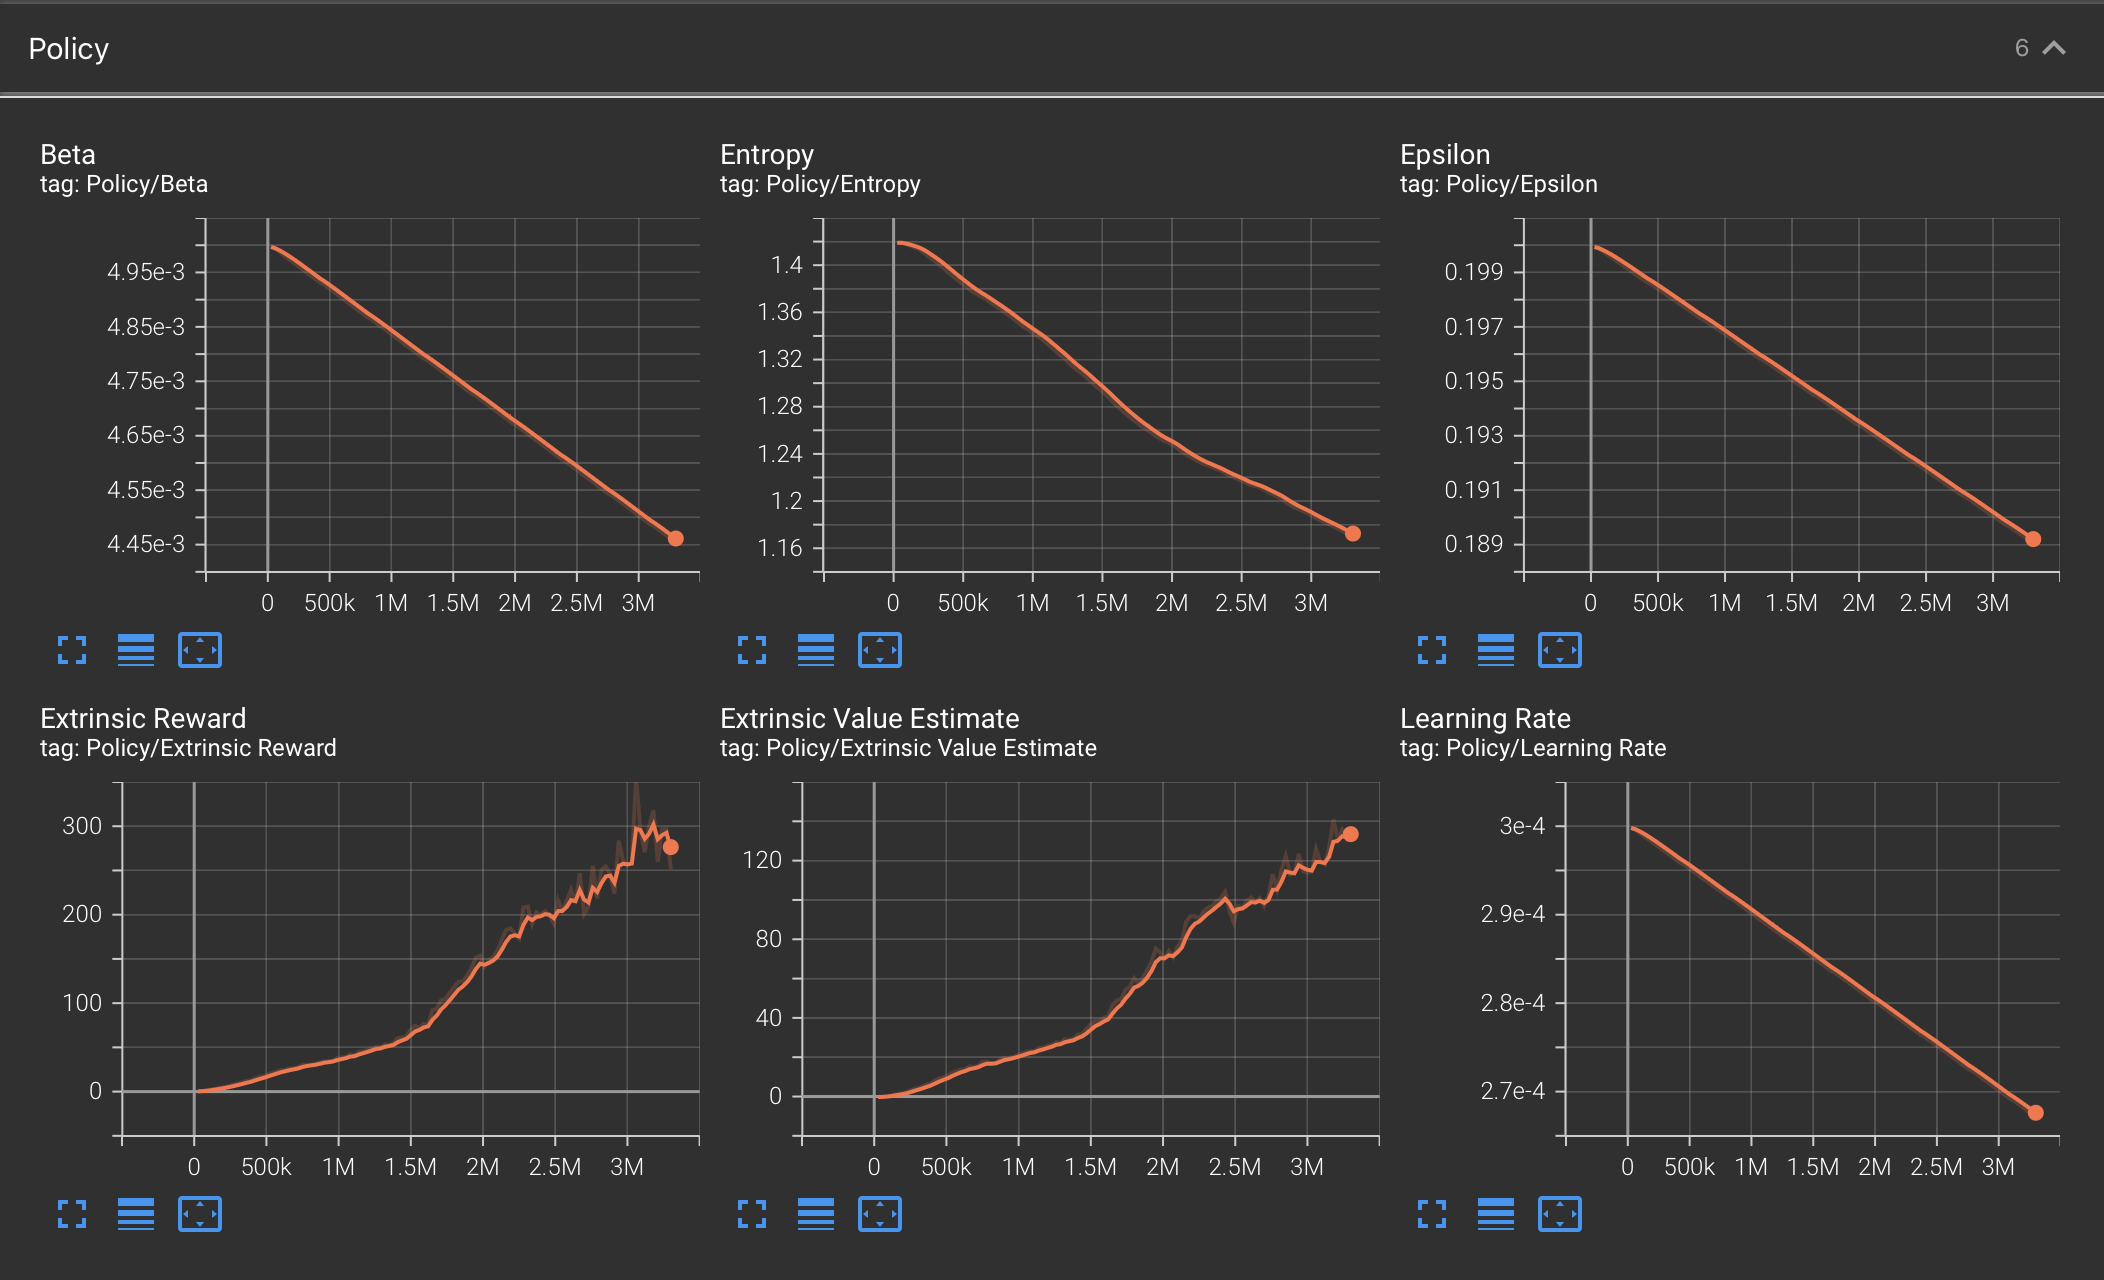 Policy
6
Beta
tag: Policy/Beta
4.95e-3
4.85e-3
4.75e-3
4.65e-3
4.55e-3
4.45e-3
0 500k 1M 1.5M 2M 2.5M 3M
Entropy
tag: Policy/Entropy
1.4
1.36
1.32
1.28
1.24
1.2
1.16
0 500k 1M 1.5M 2M 2.5M 3M
Epsilon
tag: Policy/Epsilon
0.199
0.197
0.195
0.193
0.191
0.189
0 500k 1M 1.5M 2M 2.5M 3M
Extrinsic Reward
tag: Policy/Extrinsic Reward
300
200
100
0
0 500k 1M 1.5M 2M 2.5M 3M
Extrinsic Value Estimate
tag: Policy/Extrinsic Value Estimate
120
80
40
0
0 500k 1M 1.5M 2M 2.5M 3M
Learning Rate
tag: Policy/Learning Rate
3e-4
2.9e-4
2.8e-4
2.7e-4
0 500k 1M 1.5M 2M 2.5M 3M